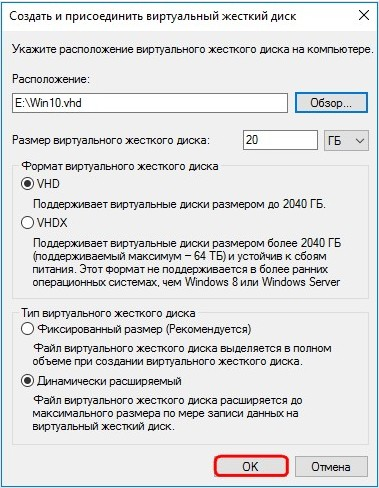 Создать и присоединить виртуальный жесткий диск
Укажите расположение виртуального жесткого диска на компьютере.
Расположение:
E:\Win10.vhd
Обзор...
Размер виртуального жесткого диска: 20 ГБ
Формат виртуального жесткого диска
VHD
Поддерживает виртуальные диски размером до 2040 ГБ.
VHDX
Поддерживает виртуальные диски размером более 2040 ГБ
(поддерживаемый максимум – 64 ТБ) и устойчив к сбоям
питания. Этот формат не поддерживается в более ранних
операционных системах, чем Windows 8 или Windows Server
Тип виртуального жесткого диска
Фиксированный размер (Рекомендуется)
Файл виртуального жесткого диска выделяется в полном
объеме при создании виртуального жесткого диска.
Динамически расширяемый
Файл виртуального жесткого диска расширяется до
максимального размера по мере записи данных на
виртуальный жесткий диск.
OK
Отмена